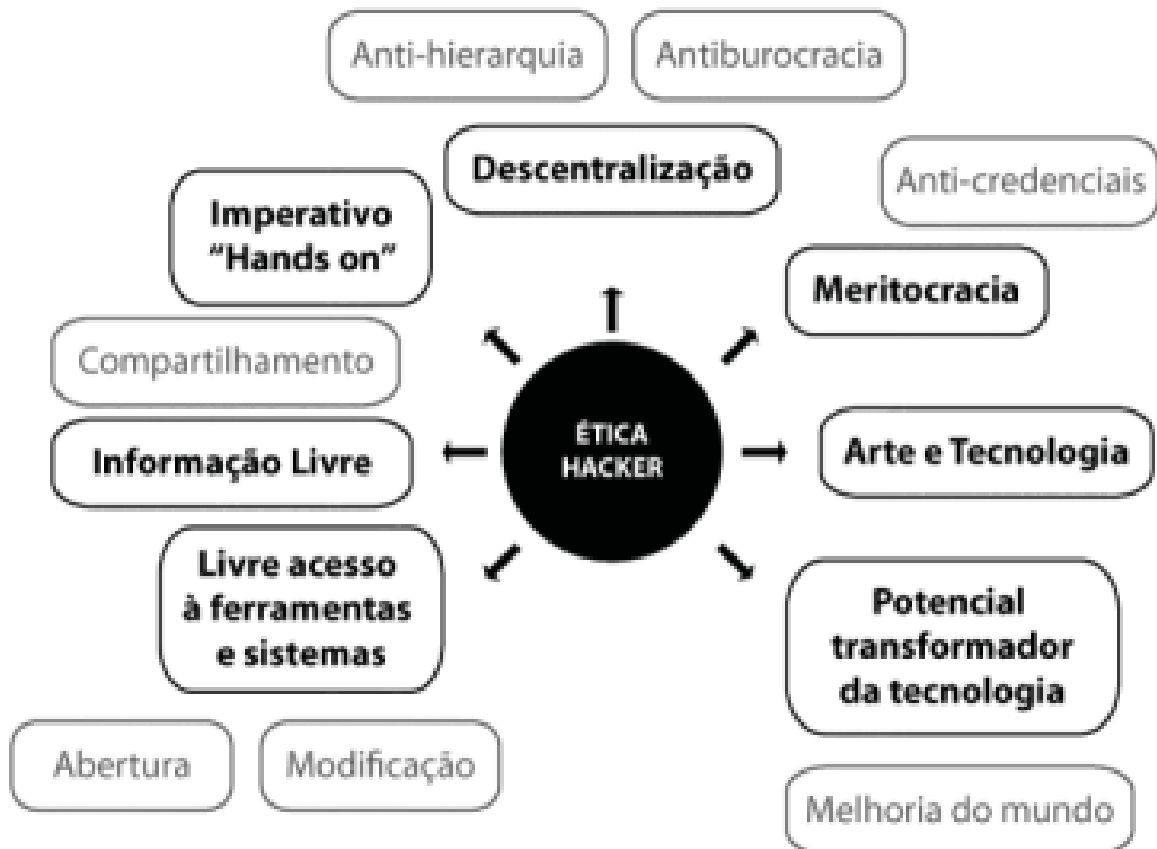 Anti-hierarquia
Antiburocracia
Descentralização
Anti-credenciais
Imperativo
“Hands on”
Meritocracia
Compartilhamento
Informação Livre
ÉTICA
HACKER
Arte e Tecnologia
Livre acesso
à ferramentas
e sistemas
Potencial
transformador
da tecnologia
Abertura
Modificação
Melhoria do mundo